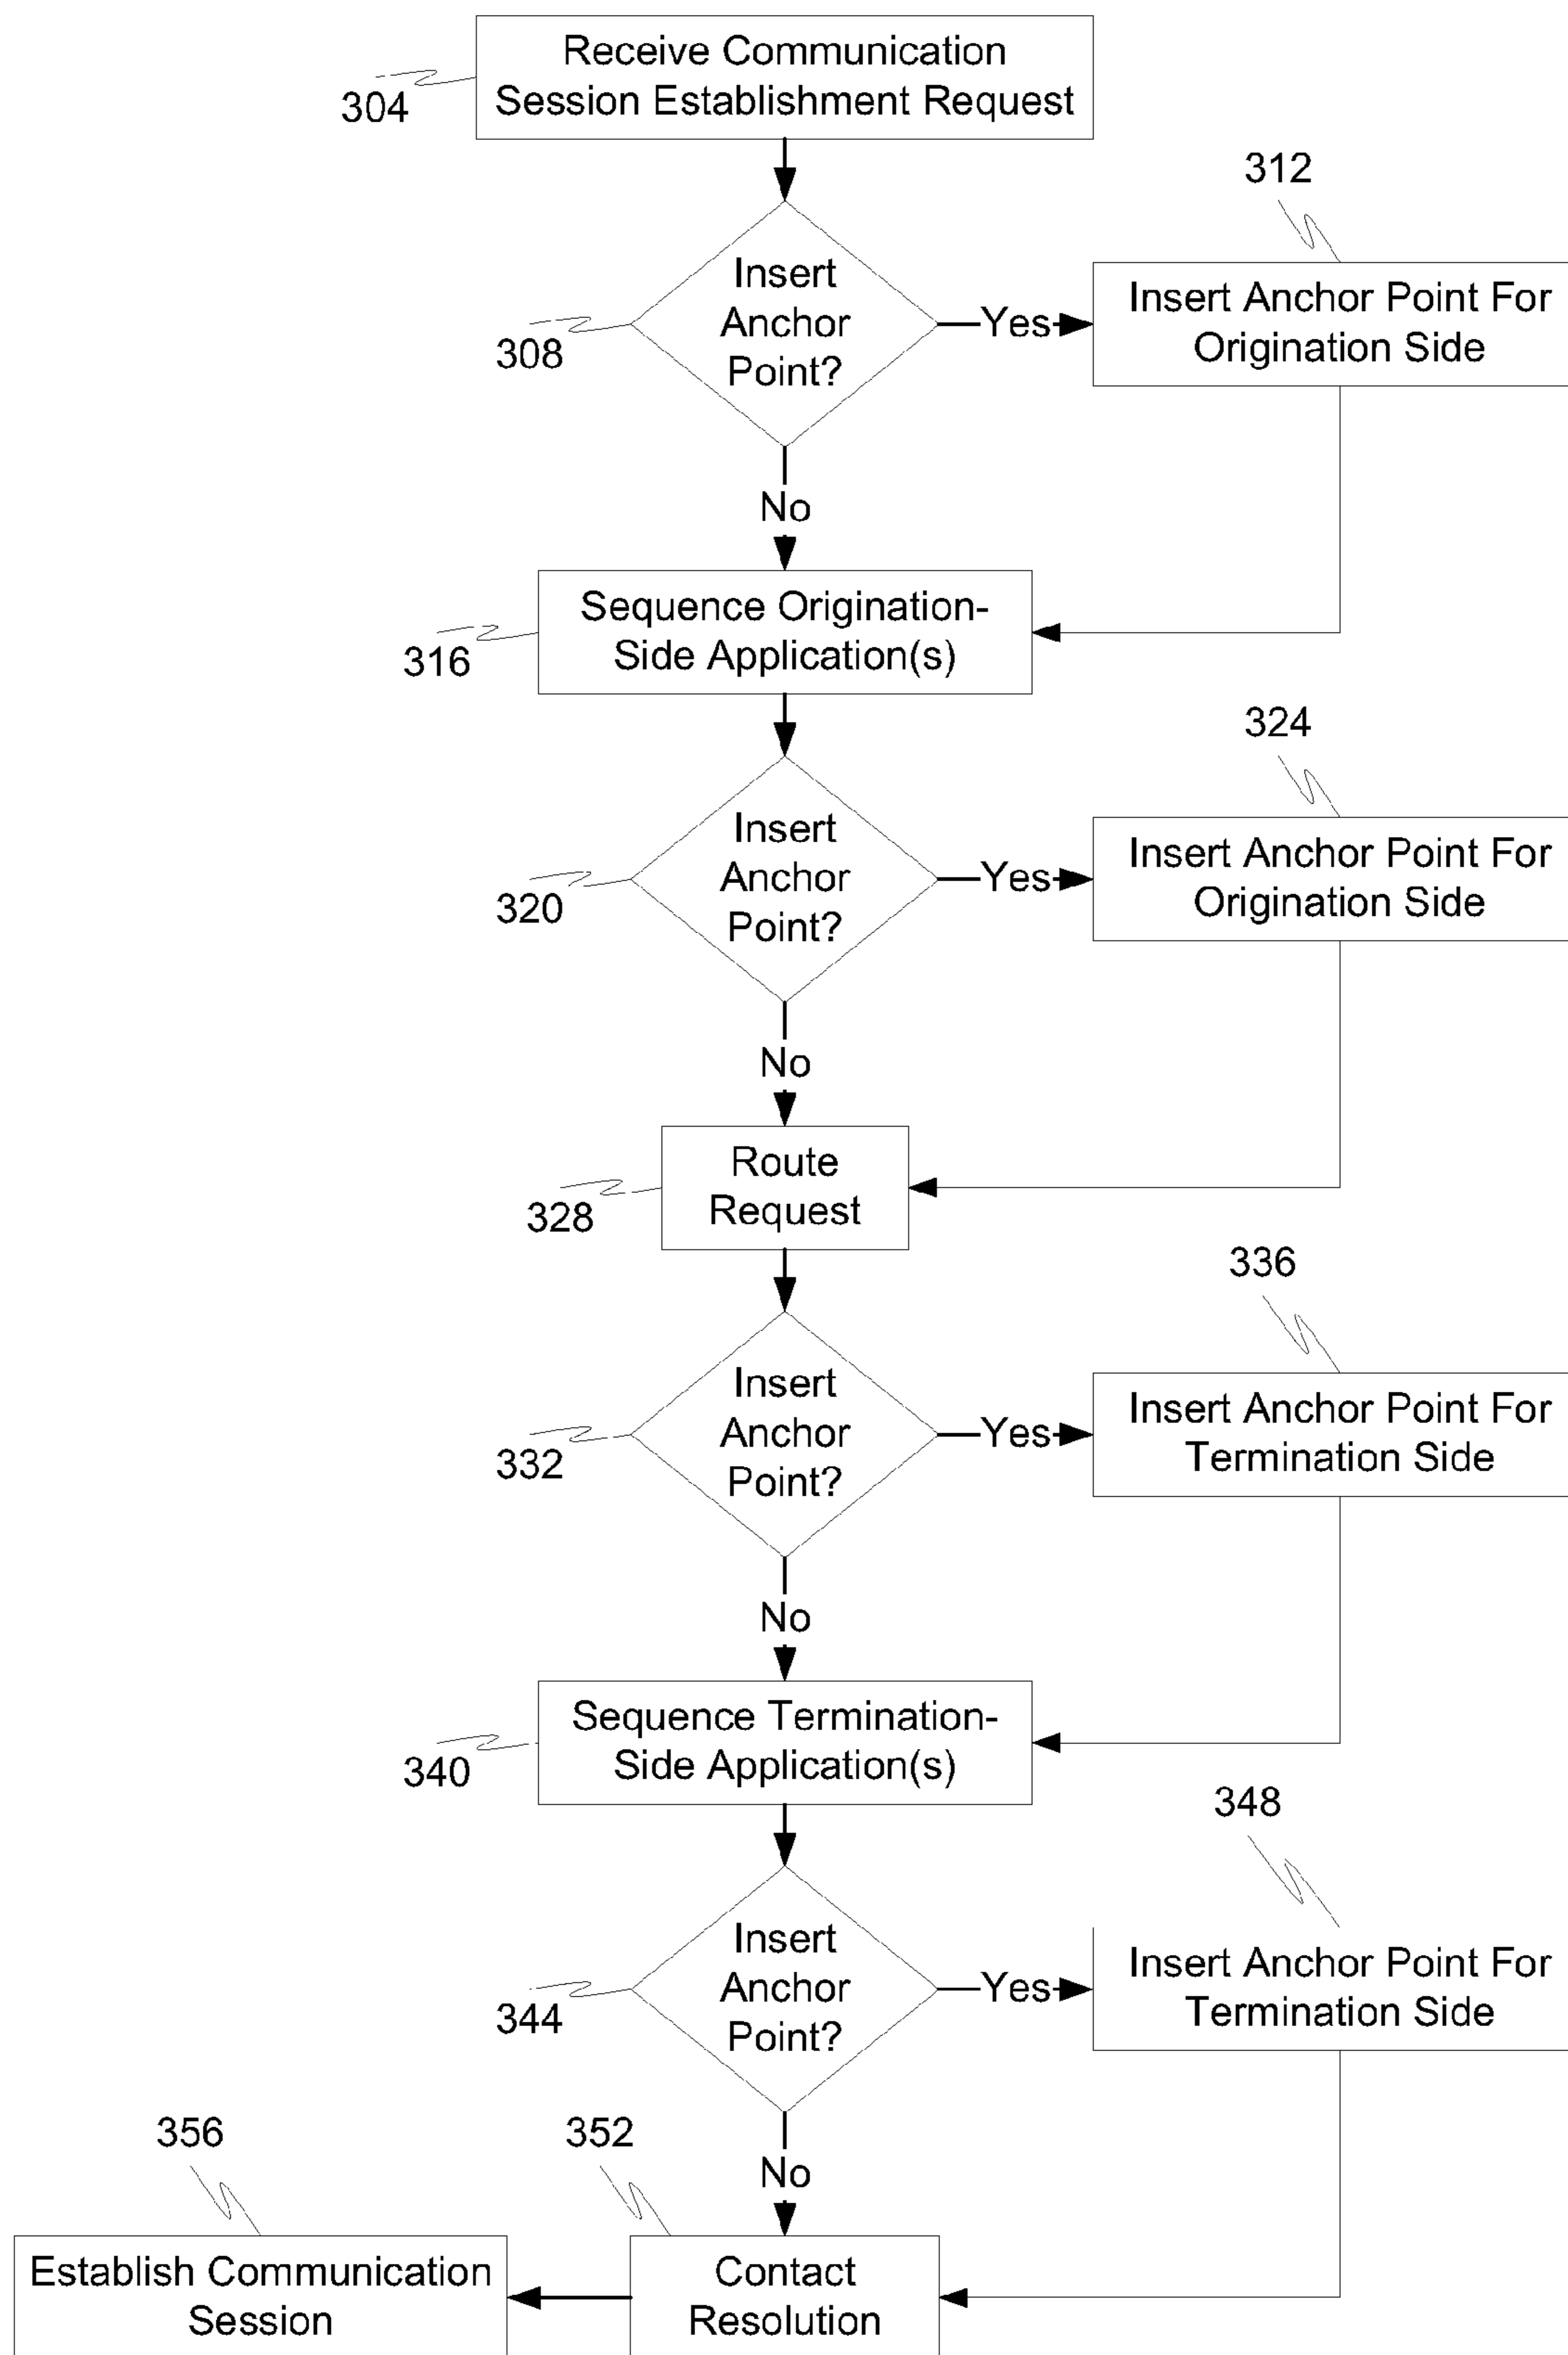 Receive Communication
Session Establishment Request
304
312
Insert
Anchor
Point?
308
Yes
Insert Anchor Point For
Origination Side
No
Sequence Origination-
Side Application(s)
316
324
Insert
Anchor
Point?
320
Yes
Insert Anchor Point For
Origination Side
No
Route
Request
328
336
Insert
Anchor
Point?
332
Yes
Insert Anchor Point For
Termination Side
No
Sequence Termination-
Side Application(s)
340
348
Insert
Anchor
Point?
344
Yes
Insert Anchor Point For
Termination Side
No
356
352
Establish Communication
Session
Contact
Resolution